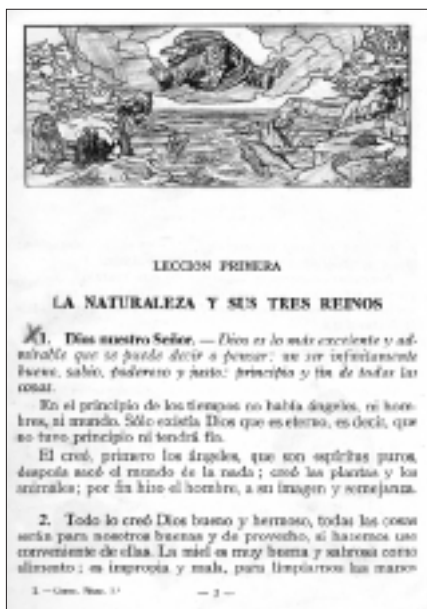 LECCION PRIMERA
LA NATURALEZA Y SUS TRES REINOS
1. Dios nuestro Señor. — Dios es lo más excelente y ad-
mirable que se puede decir o pensar: un ser infinitamente
bueno, sabio, poderoso y justo: principio y fin de todas las
cosas.
En el principio de los tiempos no había ángeles, ni hom-
bres, ni mundo. Sólo existía Dios que es eterno, es decir, que
no tuvo principio ni tendrá fin.
El creó, primero los ángeles, que son espíritus puros,
después sacó el mundo de la nada; creó las plantas y los
animales; por fin hizo el hombre, a su imagen y semejanza.
2. Todo lo creó Dios bueno y hermoso, todas las cosas
serán para nosotros buenas y de provecho, si hacemos uso
conveniente de ellas. La miel es muy buena y sabrosa como
alimento; es impropia y mala, para limpiarnos las manos
— 3 —